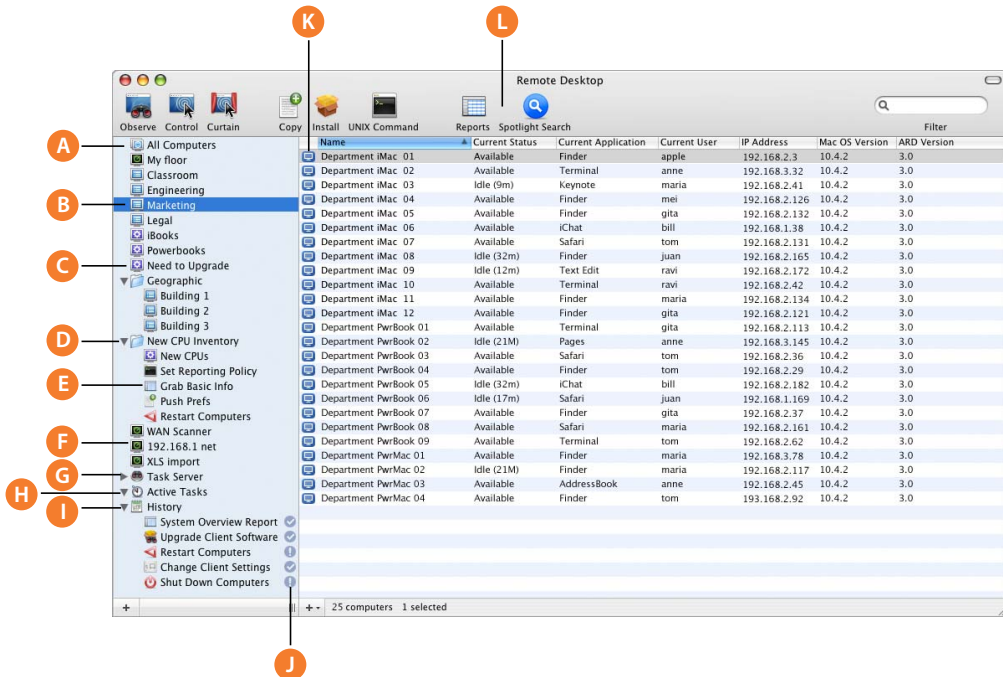 K L
Remote Desktop
Observe Control Curtain Copy Install UNIX Command Reports Spotlight Search Filter
Name Current Status Current Application Current User IP Address Mac OS Version ARD Version
A All Computers
My floor
Classroom
Engineering
B Marketing
Legal
iBooks
Powerbooks
C Need to Upgrade
Geographic
Building 1
Building 2
Building 3
D New CPU Inventory
New CPUs
Set Reporting Policy
E Grab Basic Info
Push Prefs
Restart Computers
WAN Scanner
F 192.168.1 net
XLS import
G Task Server
H Active Tasks
I History
System Overview Report
Upgrade Client Software
Restart Computers
Change Client Settings
Shut Down Computers
Department iMac 01 Available Finder apple 192.168.2.3 10.4.2 3.0
Department iMac 02 Available Terminal anne 192.168.3.32 10.4.2 3.0
Department iMac 03 Idle (9m) Keynote maria 192.168.2.41 10.4.2 3.0
Department iMac 04 Available Finder mei 192.168.2.126 10.4.2 3.0
Department iMac 05 Available Finder gita 192.168.2.132 10.4.2 3.0
Department iMac 06 Available iChat bill 192.168.1.38 10.4.2 3.0
Department iMac 07 Available Safari tom 192.168.2.131 10.4.2 3.0
Department iMac 08 Idle (32m) Finder juan 192.168.2.165 10.4.2 3.0
Department iMac 09 Idle (12m) Text Edit ravi 192.168.2.172 10.4.2 3.0
Department iMac 10 Available Terminal ravi 192.168.2.42 10.4.2 3.0
Department iMac 11 Available Finder maria 192.168.2.134 10.4.2 3.0
Department iMac 12 Available Finder gita 192.168.2.121 10.4.2 3.0
Department PwrBook 01 Available Terminal gita 192.168.2.113 10.4.2 3.0
Department PwrBook 02 Idle (21M) Pages anne 192.168.3.145 10.4.2 3.0
Department PwrBook 03 Available Safari tom 192.168.2.36 10.4.2 3.0
Department PwrBook 04 Available Finder tom 192.168.2.29 10.4.2 3.0
Department PwrBook 05 Idle (32m) iChat bill 192.168.2.182 10.4.2 3.0
Department PwrBook 06 Idle (17m) Safari juan 192.168.1.169 10.4.2 3.0
Department PwrBook 07 Available Finder gita 192.168.2.37 10.4.2 3.0
Department PwrBook 08 Available Safari maria 192.168.2.161 10.4.2 3.0
Department PwrBook 09 Available Terminal tom 192.168.2.62 10.4.2 3.0
Department PwrMac 01 Available Finder maria 192.168.3.78 10.4.2 3.0
Department PwrMac 02 Idle (21M) Finder maria 192.168.2.117 10.4.2 3.0
Department PwrMac 03 Available AddressBook anne 192.168.2.45 10.4.2 3.0
Department PwrMac 04 Available Finder tom 193.168.2.92 10.4.2 3.0
25 computers 1 selected
J